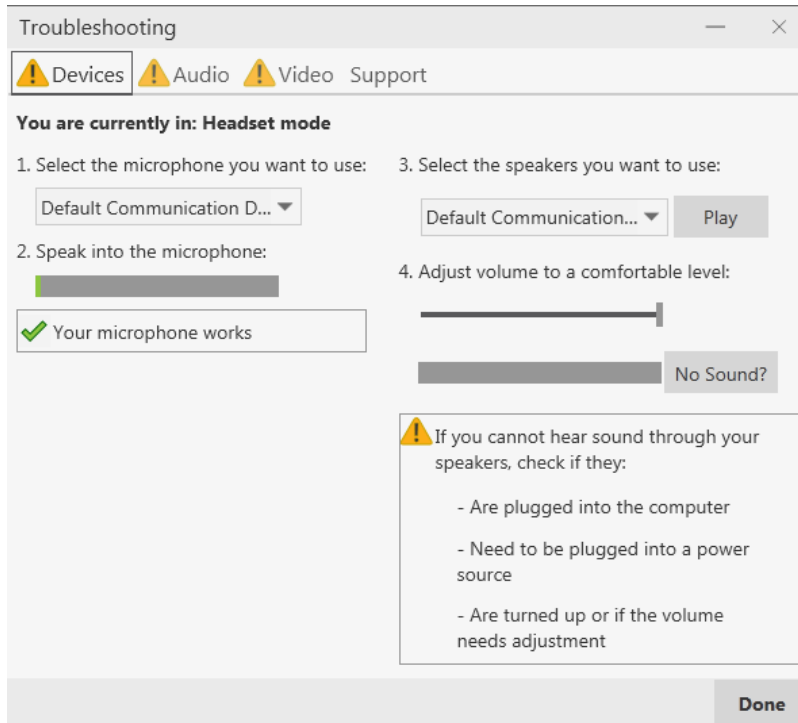 Troubleshooting
Devices Audio Video Support
You are currently in: Headset mode
1. Select the microphone you want to use:
Default Communication D...
2. Speak into the microphone:
Your microphone works
3. Select the speakers you want to use:
Default Communication... Play
4. Adjust volume to a comfortable level:
No Sound?
If you cannot hear sound through your
speakers, check if they:
- Are plugged into the computer
- Need to be plugged into a power
source
- Are turned up or if the volume
needs adjustment
Done